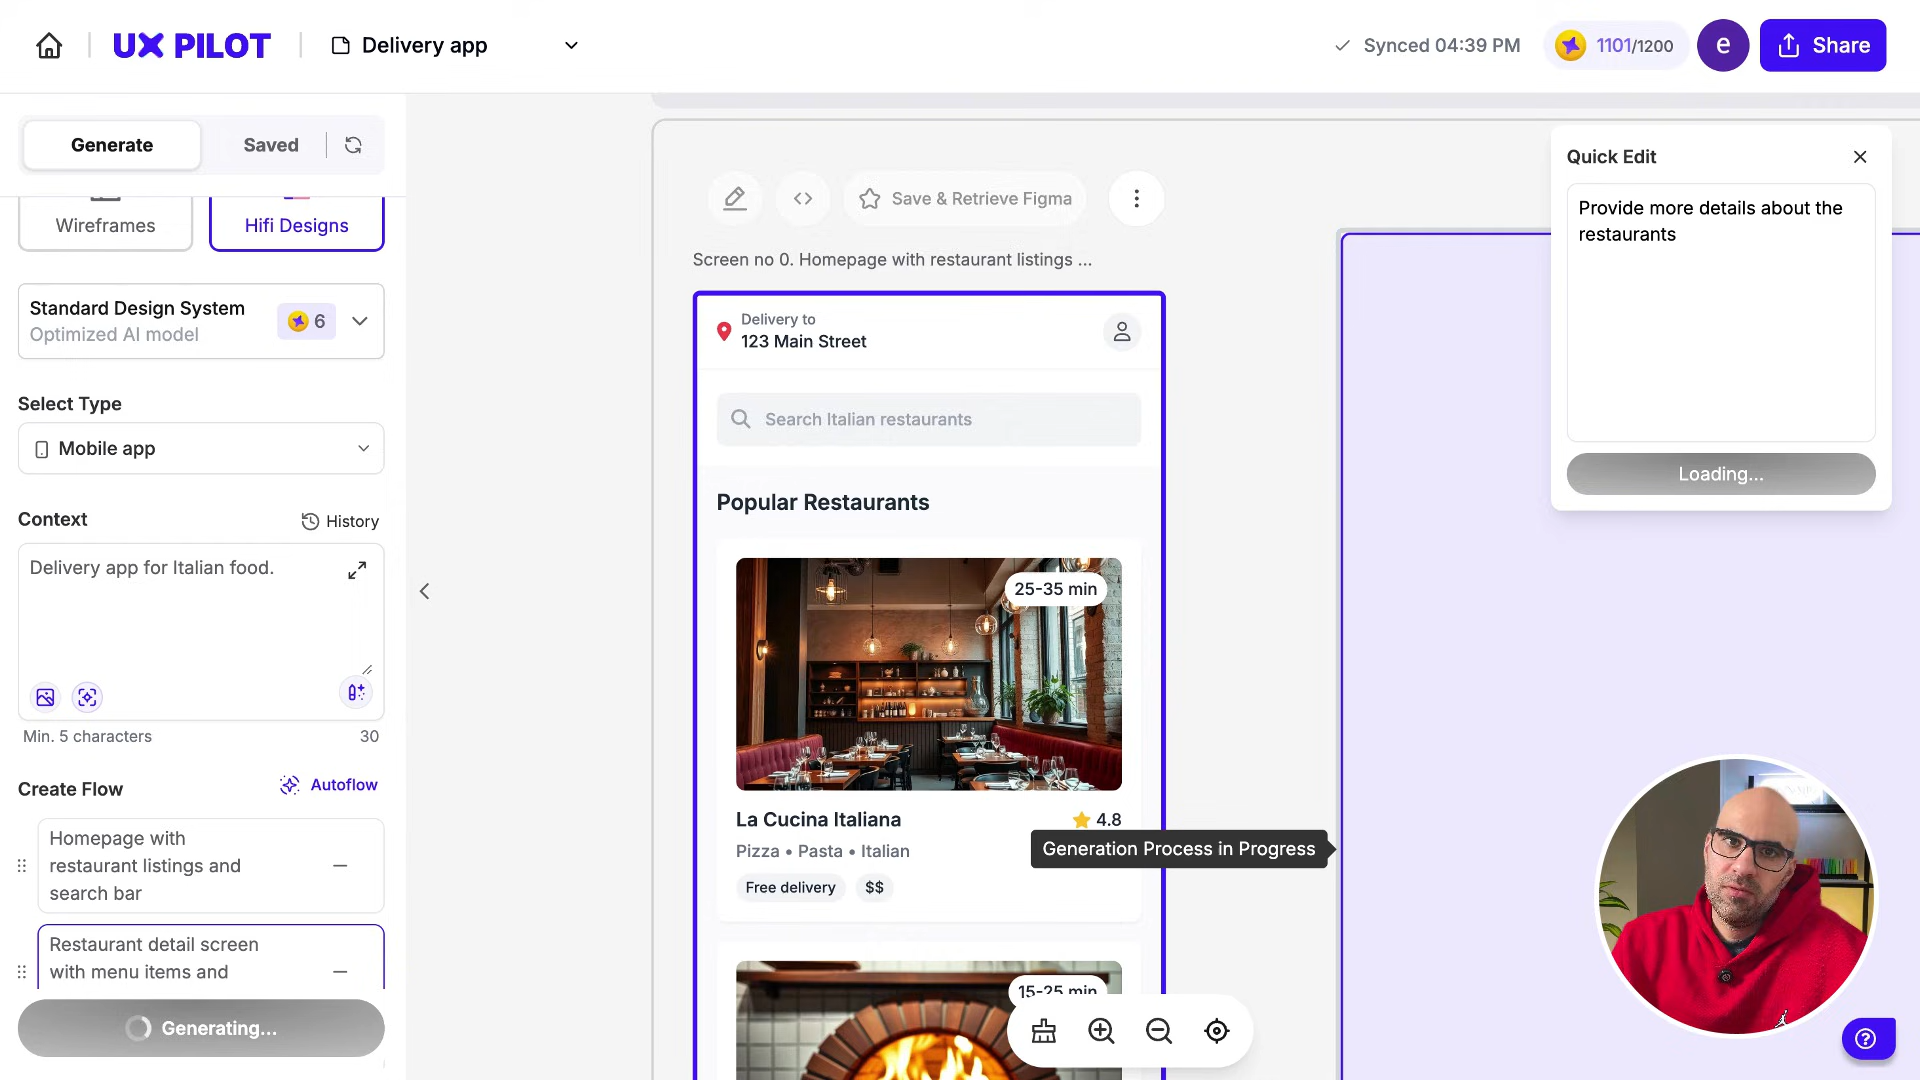 UX PILOT
Delivery app
Synced 04:39 PM
1101/1200
e
Share
Generate
Saved
Wireframes
Hifi Designs
Standard Design System
Optimized AI model
6
Select Type
Mobile app
Context
History
Delivery app for Italian food.
Min. 5 characters
30
Create Flow
Autoflow
Homepage with
restaurant listings and
search bar
Restaurant detail screen
with menu items and
Generating...
Save & Retrieve Figma
Screen no 0. Homepage with restaurant listings ...
Delivery to
123 Main Street
Search Italian restaurants
Popular Restaurants
25-35 min
La Cucina Italiana
4.8
Pizza • Pasta • Italian
Free delivery
$$
Generation Process in Progress
15-25 min
Quick Edit
Provide more details about the
restaurants
Loading...